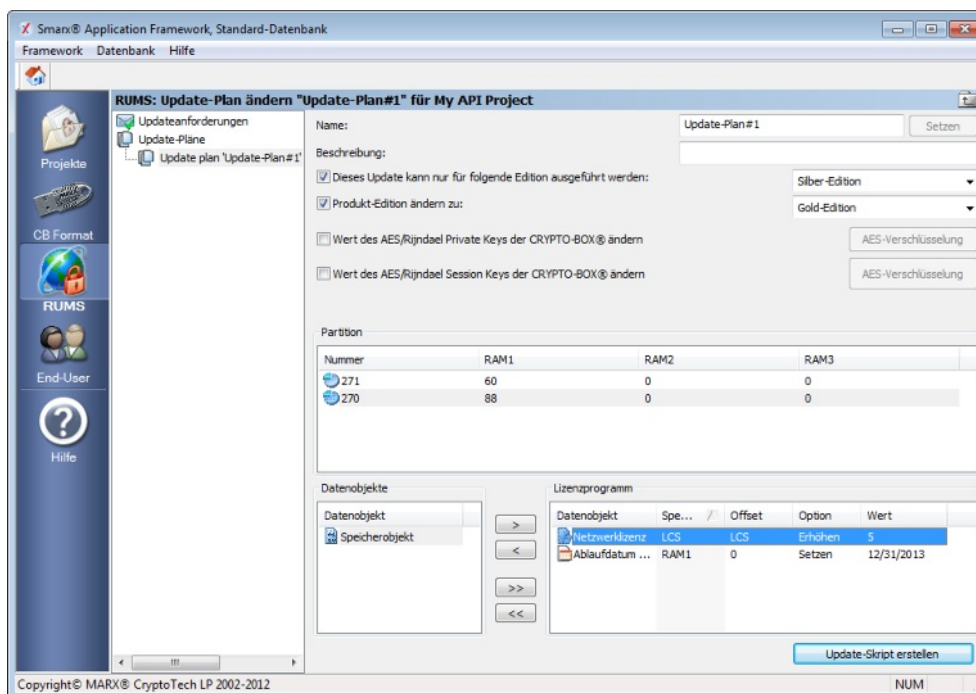 Smarx® Application Framework, Standard-Datenbank
Framework Datenbank Hilfe
Projekte
CB Format
RUMS
End-User
Hilfe
RUMS: Update-Plan ändern "Update-Plan#1" für My API Project
Updateanforderungen
Update-Pläne
Update plan 'Update-Plan#1'
Name: Update-Plan#1 Setzen
Beschreibung:
Dieses Update kann nur für folgende Edition ausgeführt werden: Silber-Edition
Produkt-Edition ändern zu: Gold-Edition
Wert des AES/Rijndael Private Keys der CRYPTO-BOX® ändern AES-Verschlüsselung
Wert des AES/Rijndael Session Keys der CRYPTO-BOX® ändern AES-Verschlüsselung
Partition
Nummer RAM1 RAM2 RAM3
271 60 0 0
270 88 0 0
Datenobjekte
Datenobjekt
Speicherobjekt
>
<
>>
<<
Lizenzprogramm
Datenobjekt Spe... Offset Option Wert
Netzwerklizenz LCS LCS Erhöhen 5
Ablaufdatum ... RAM1 0 Setzen 12/31/2013
Update-Skript erstellen
Copyright© MARX® CryptoTech LP 2002-2012 NUM